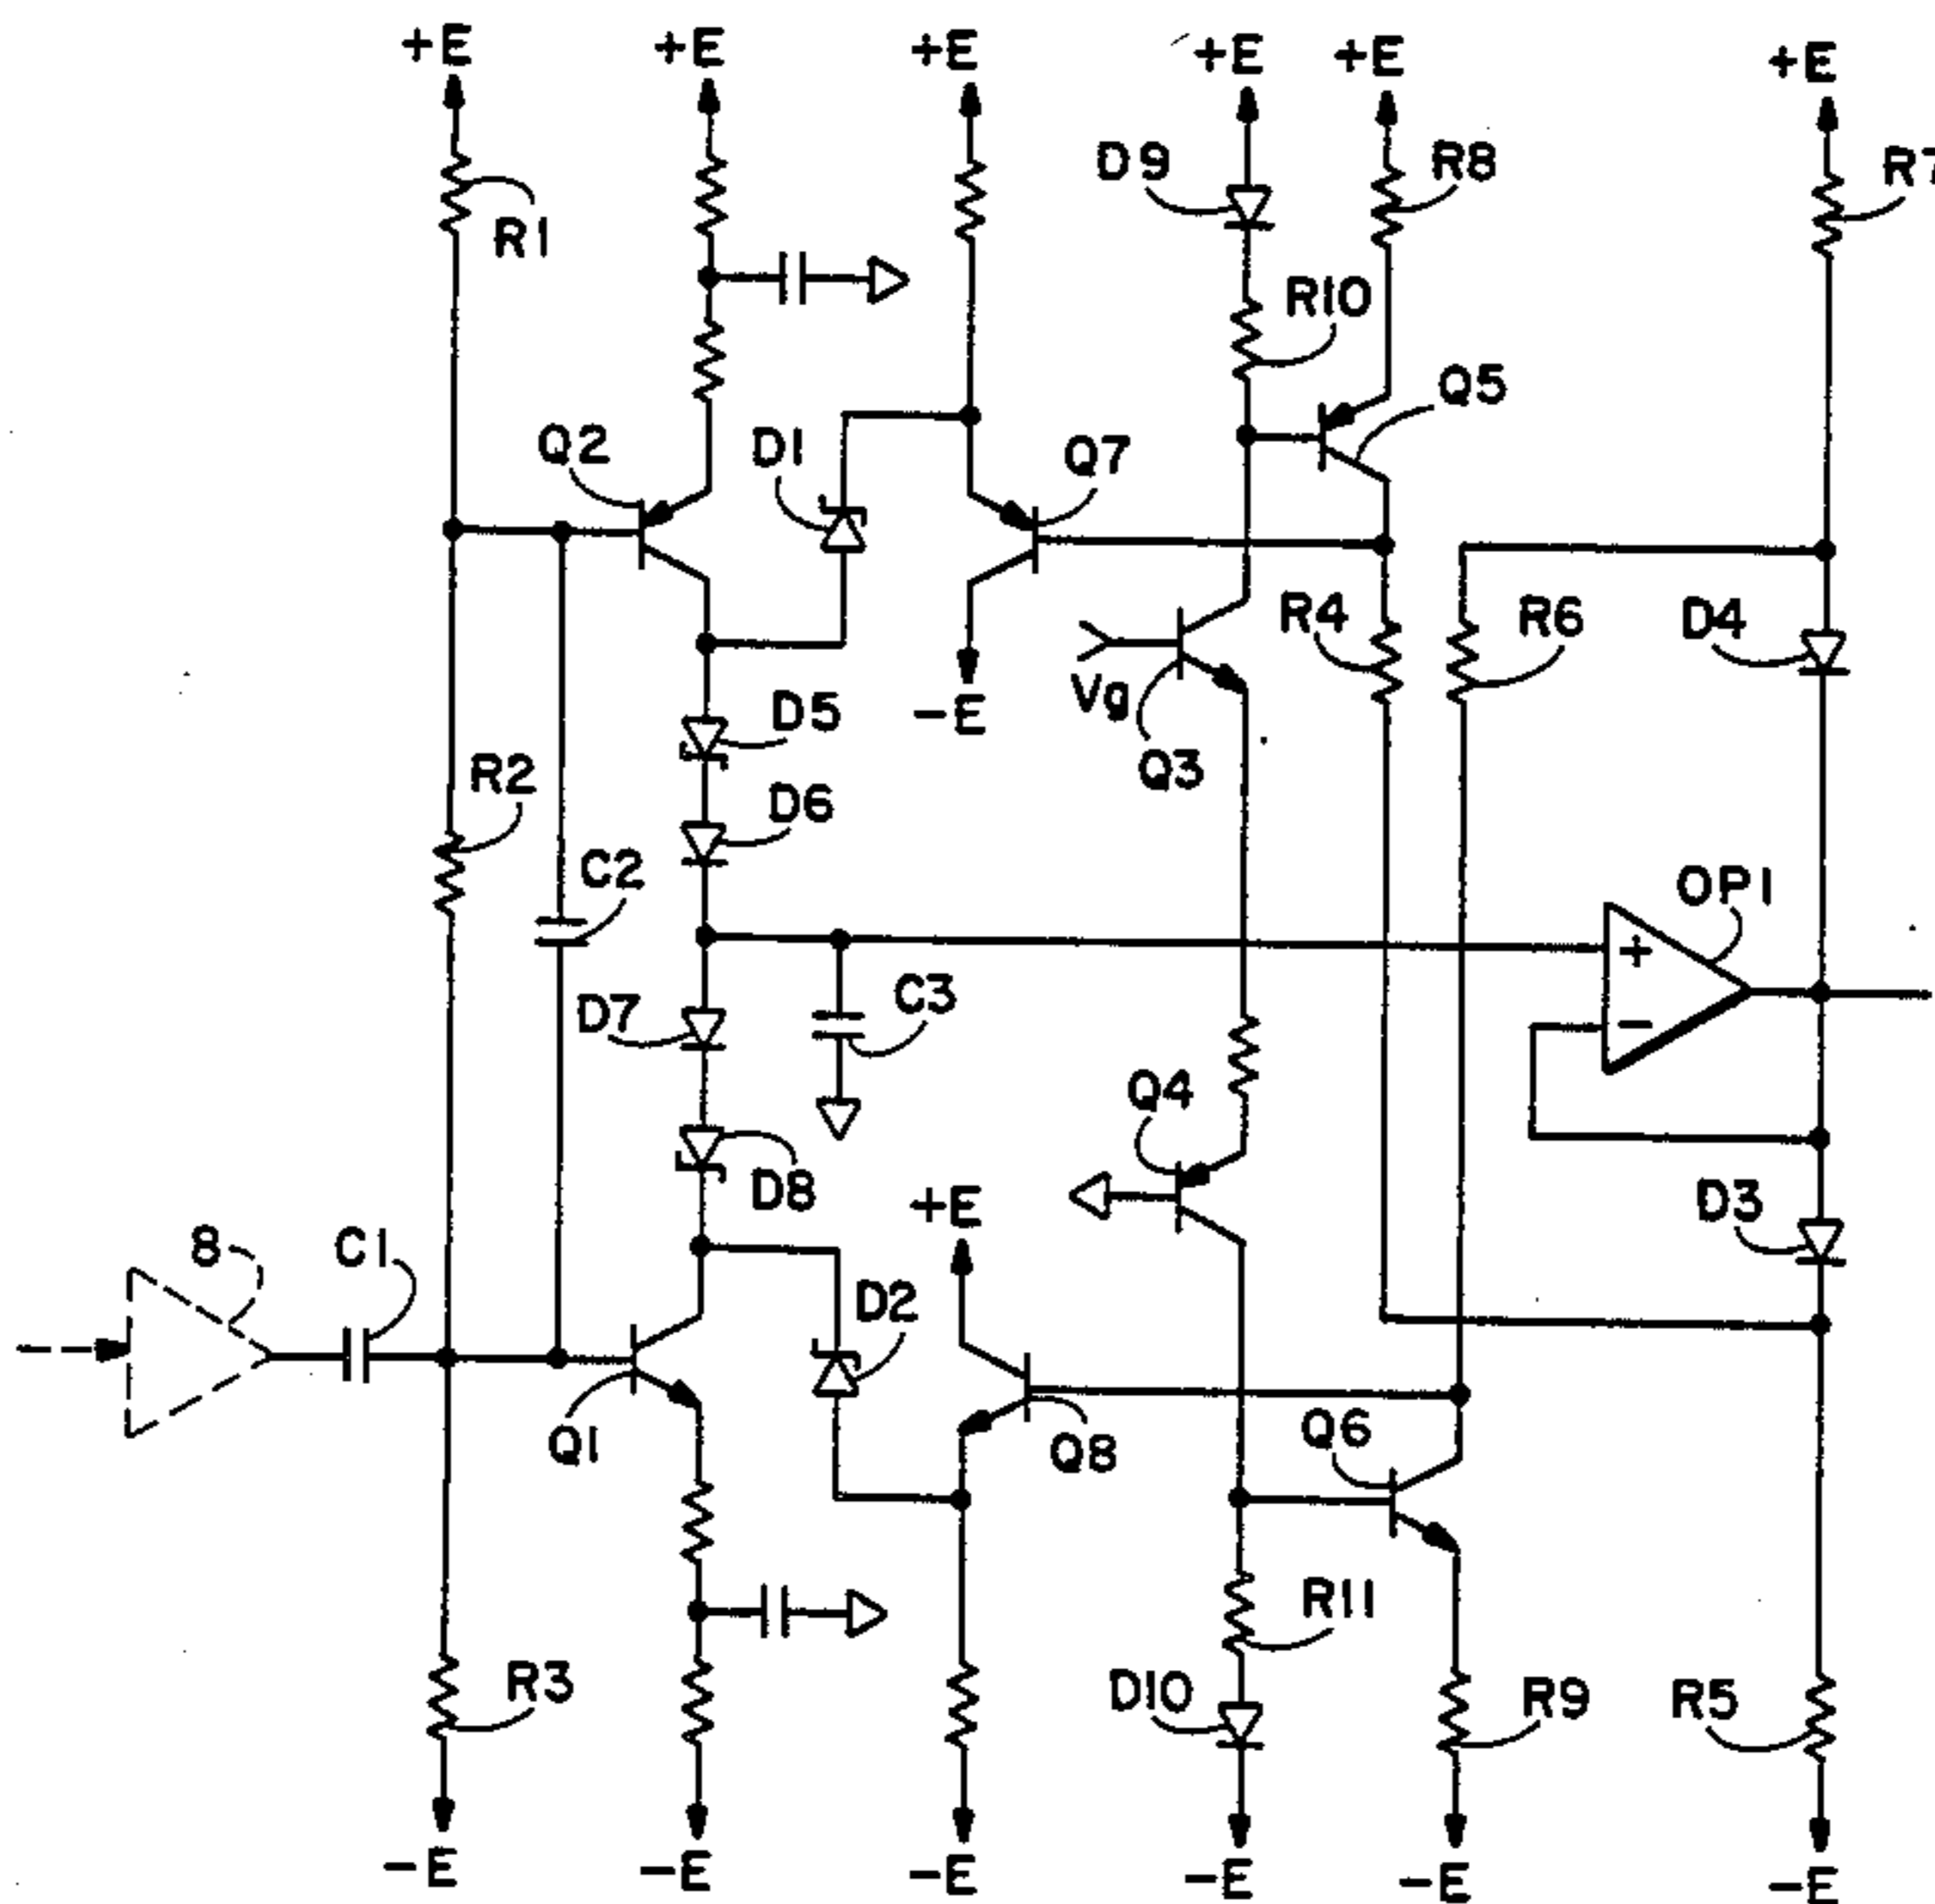 +E +E +E +E +E +E
D9 R8 R7
R1 R10
Q2 D1 Q7 Q5
R4 R6 D4
Vg
D5 -E Q3
R2 D6
C2 OP1
+
D7 C3
-
Q4
D8
8 C1 +E D3
D2
Q1 Q8 Q6
R11
R3 D10 R9 R5
-E -E -E -E -E -E